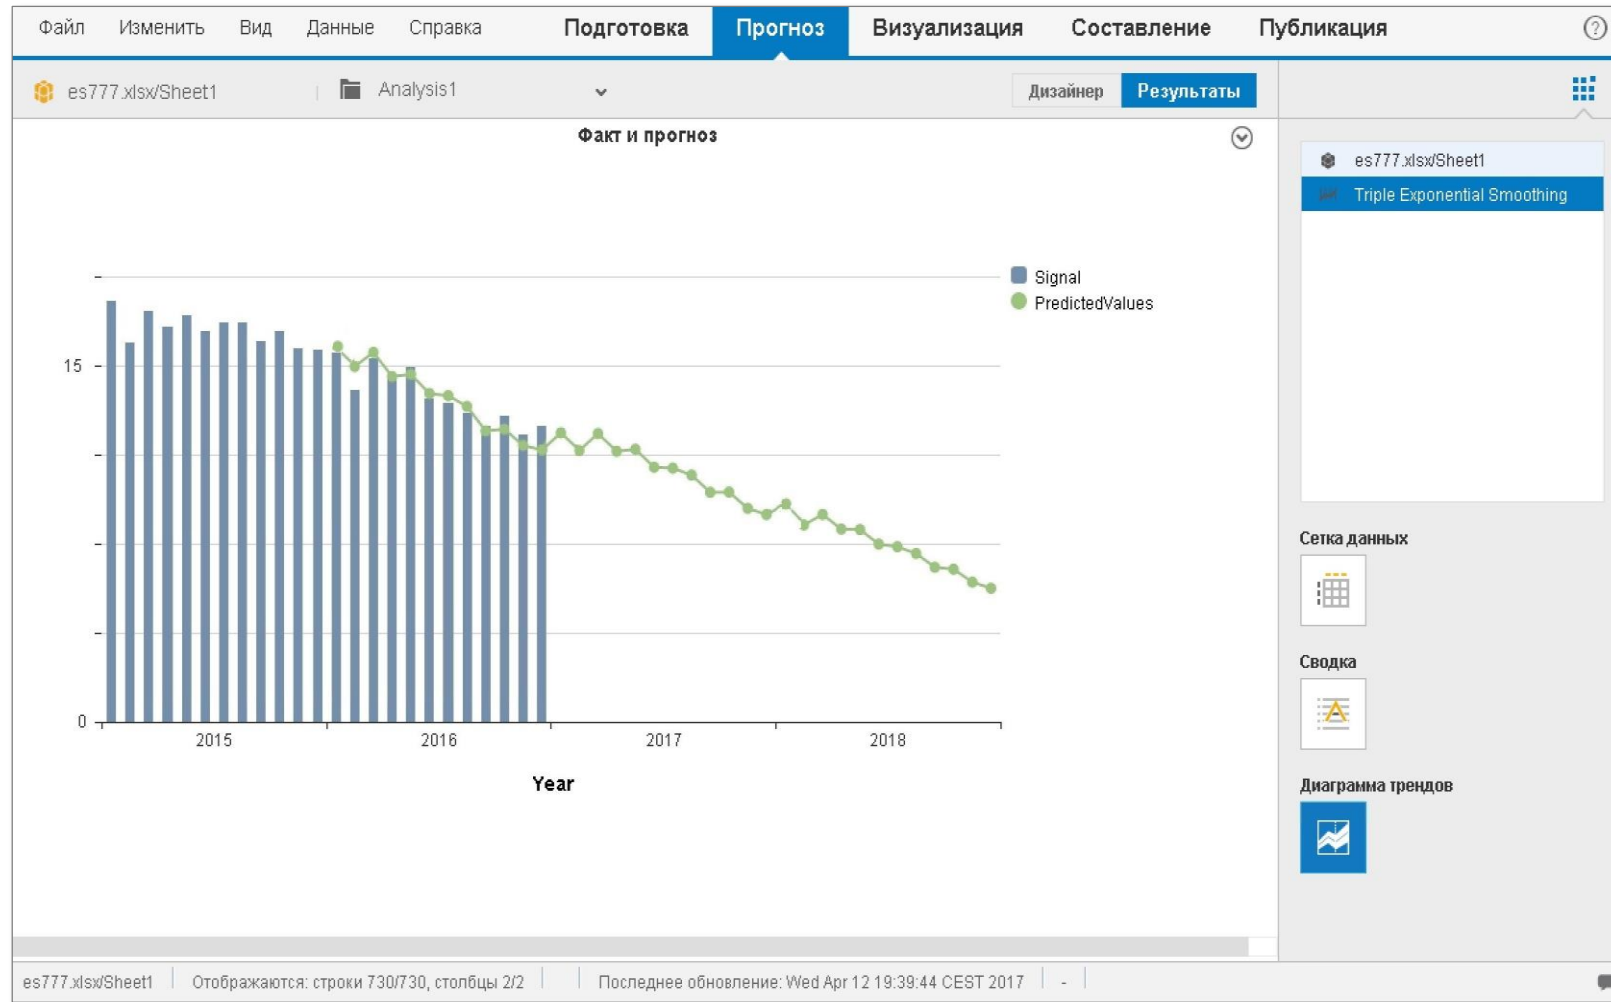 Файл Изменить Вид Данные Справка Подготовка Прогноз Визуализация Составление Публикация ?
es777.xlsx/Sheet1 Analysis1 Дизайнер Результаты
Факт и прогноз
es777.xlsx/Sheet1
Triple Exponential Smoothing
Signal
PredictedValues
15
0
2015 2016 2017 2018
Year
Сетка данных
Сводка
Диаграмма трендов
es777.xlsx/Sheet1 Отображаются: строки 730/730, столбцы 2/2 Последнее обновление: Wed Apr 12 19:39:44 CEST 2017 -